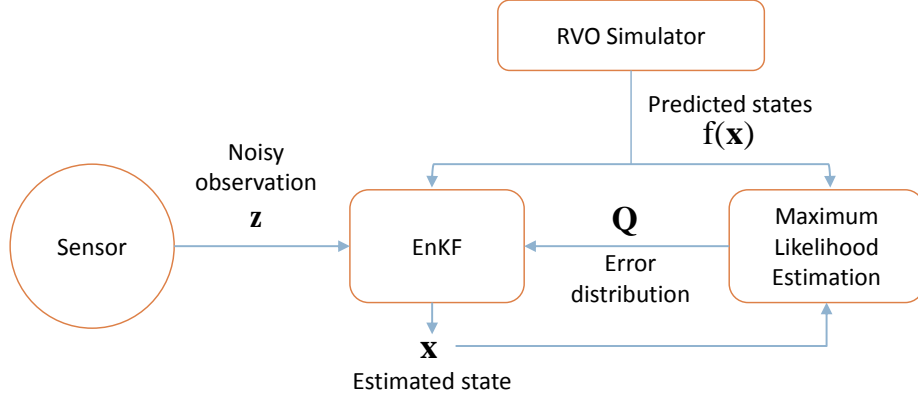 RVO Simulator
Predicted states
f(x)
Noisy
observation
z
Sensor
EnKF
Q
Error
distribution
Maximum
Likelihood
Estimation
x
Estimated state